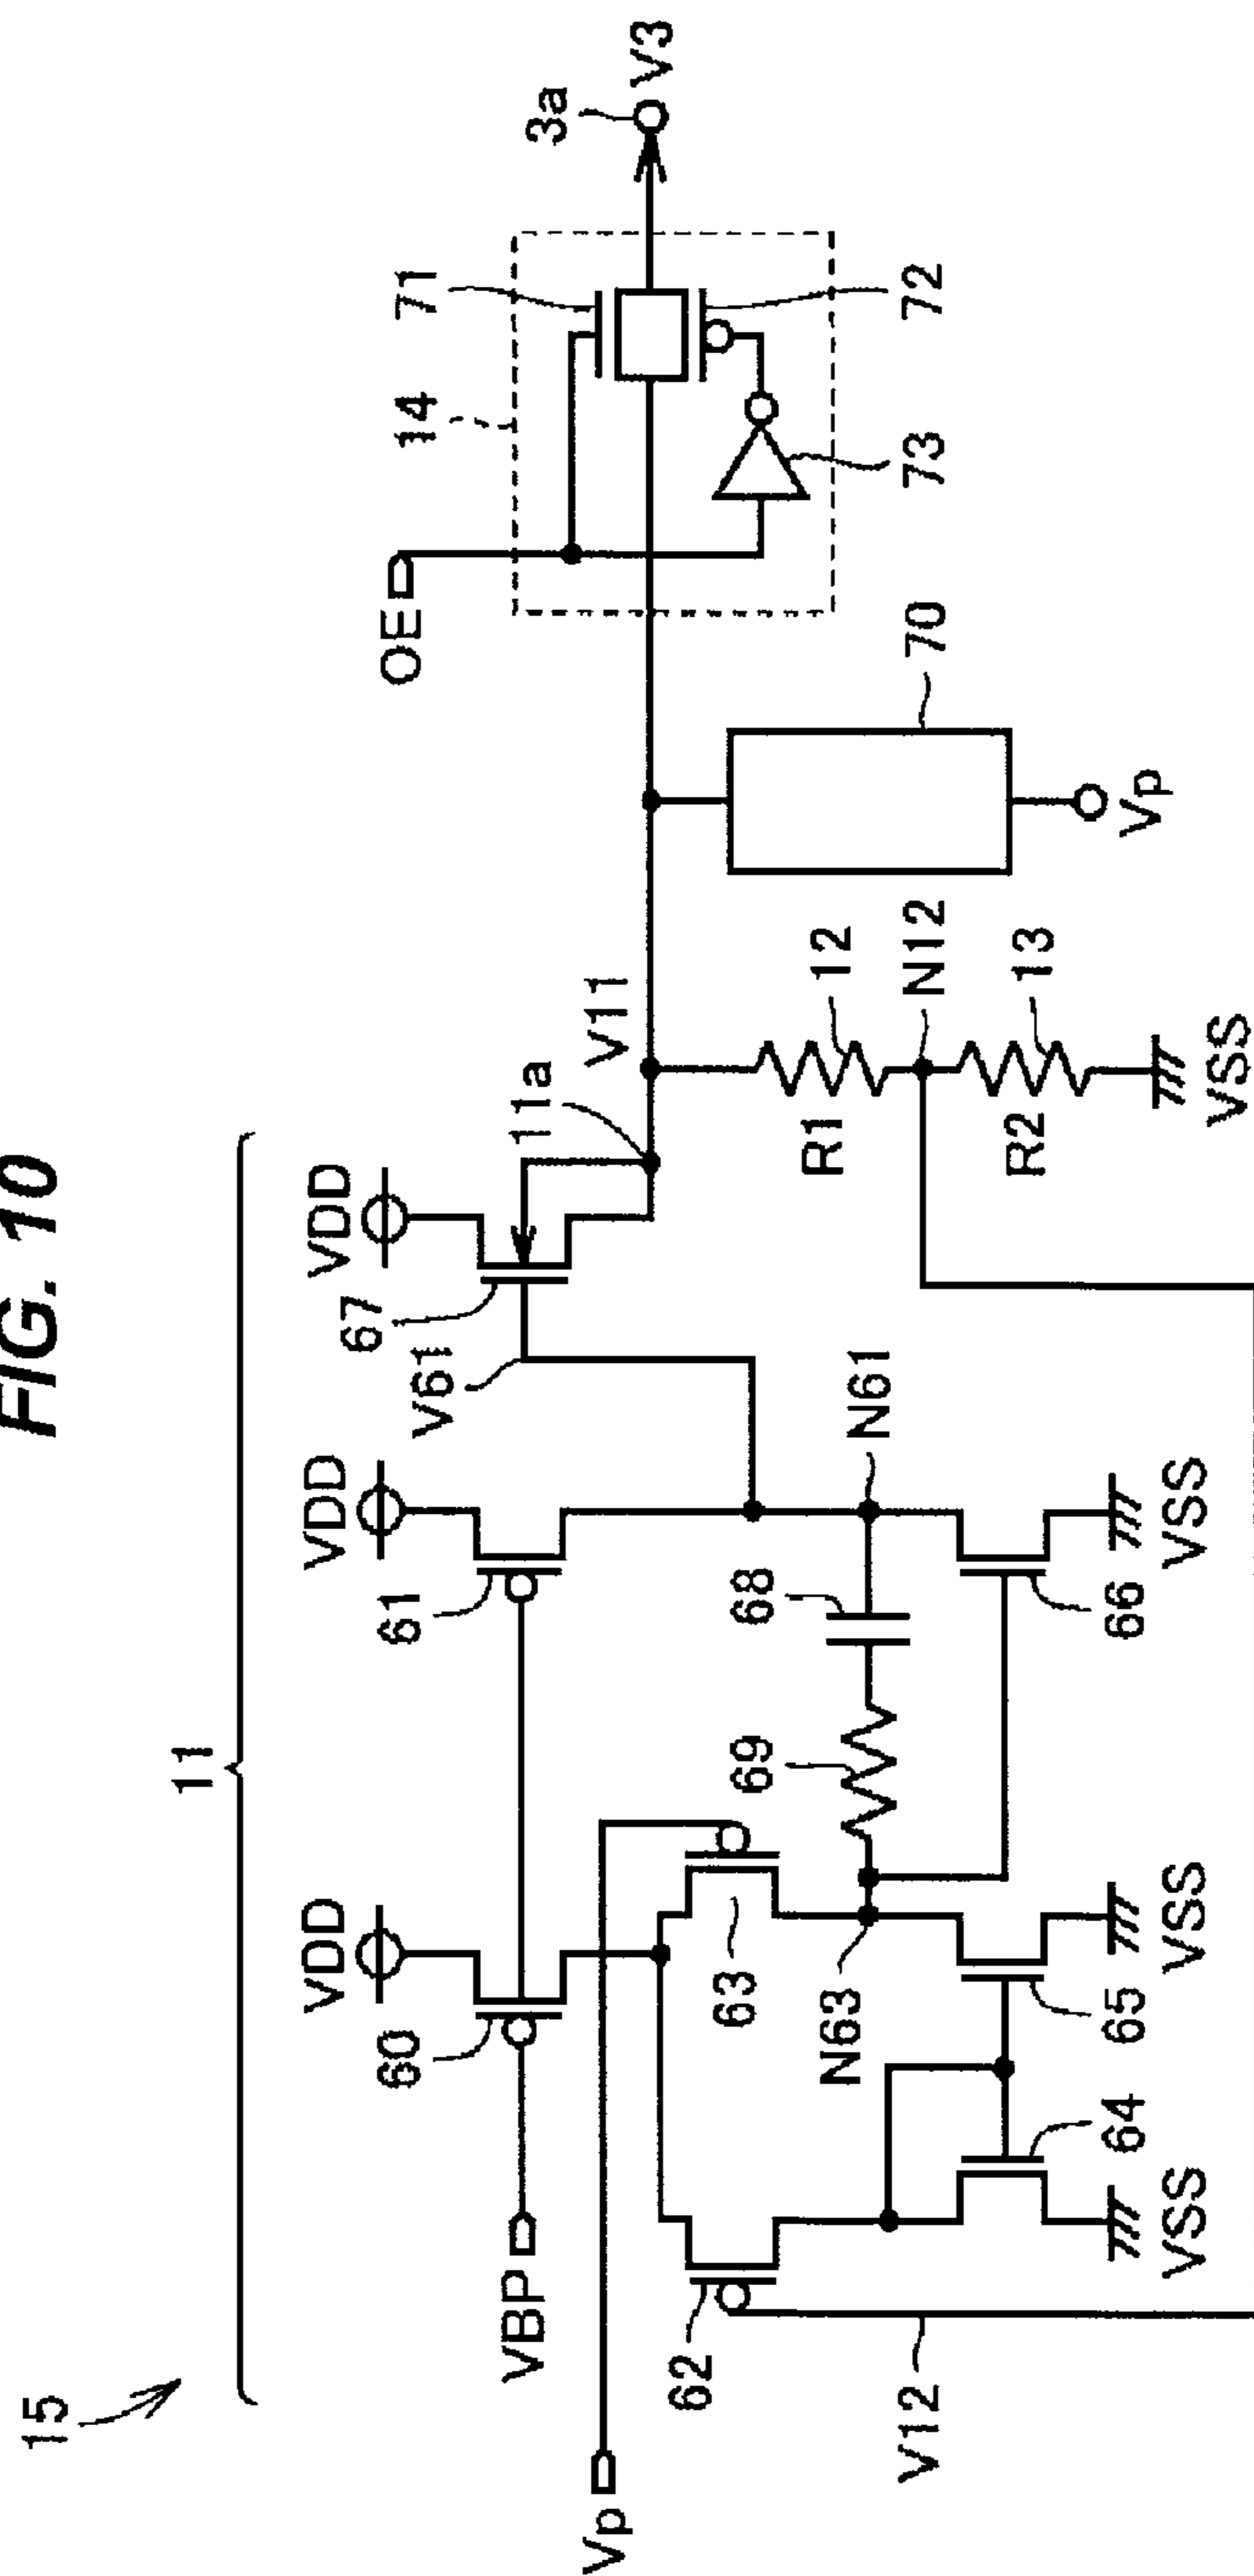 FIG. 10
15
11
VDD
VDD
VDD
60
61
67
VBP
V61
11a
V11
Vp
62
63
69
68
N63
N61
V12
64
65
66
VSS
VSS
VSS
R1
12
N12
R2
13
VSS
70
Vp
OE
14
71
72
73
3a
V3